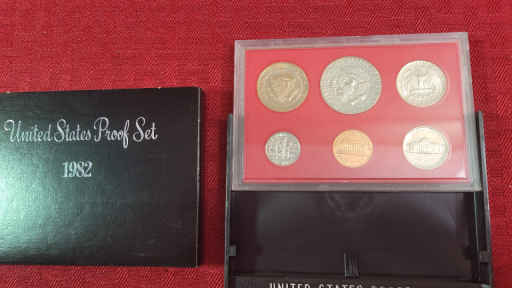 United States Proof Set
1982
UNITED STATES PROOF